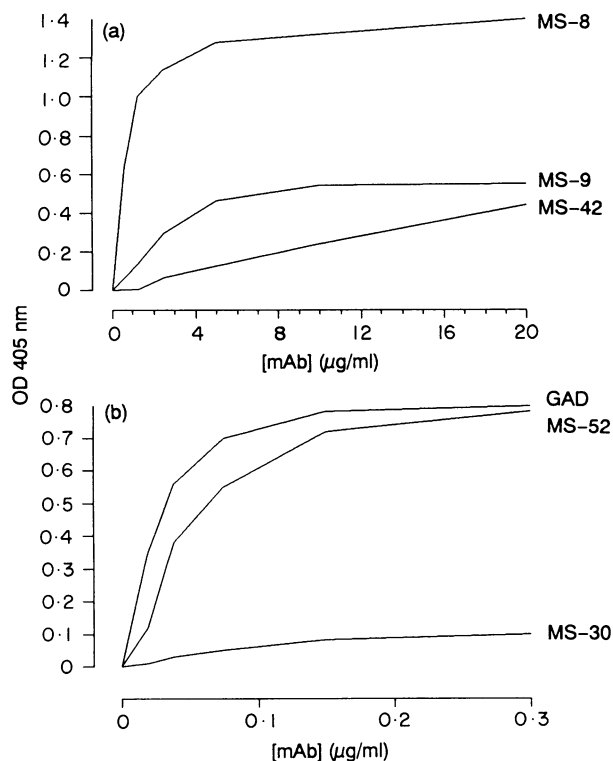 (a)
1·4
1·2
1·0
0·8
0·6
0·4
0·2
0
MS-8
MS-9
MS-42
0 4 8 12 16 20
[mAb] (µg/ml)
OD 405 nm
(b)
0·8
0·7
0·6
0·5
0·4
0·3
0·2
0·1
0
GAD
MS-52
MS-30
0 0·1 0·2 0·3
[mAb] (µg/ml)